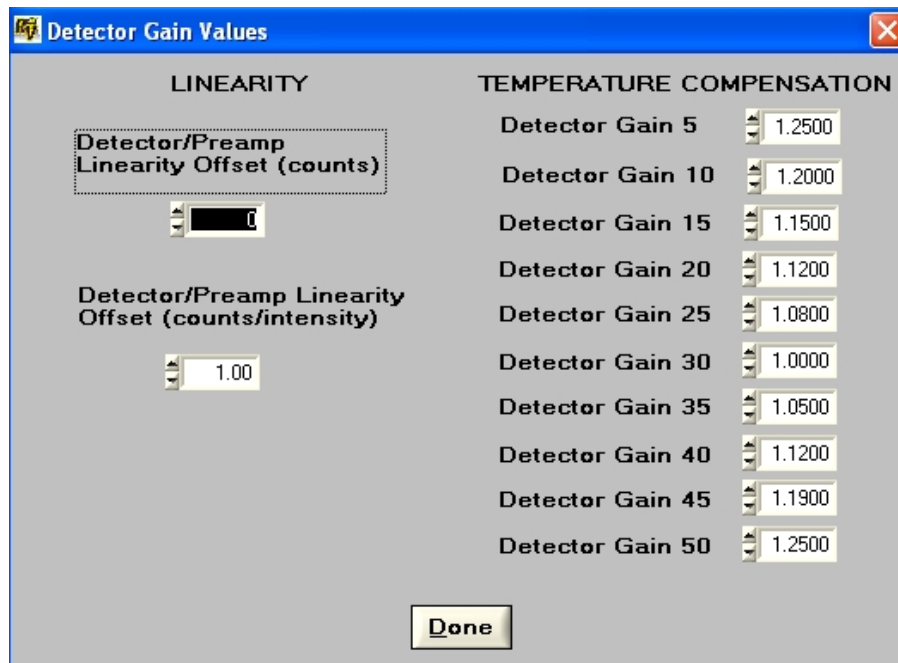 Detector Gain Values
LINEARITY
Detector/Preamp
Linearity Offset (counts)
0
Detector/Preamp Linearity
Offset (counts/intensity)
1.00
TEMPERATURE COMPENSATION
Detector Gain 5 1.2500
Detector Gain 10 1.2000
Detector Gain 15 1.1500
Detector Gain 20 1.1200
Detector Gain 25 1.0800
Detector Gain 30 1.0000
Detector Gain 35 1.0500
Detector Gain 40 1.1200
Detector Gain 45 1.1900
Detector Gain 50 1.2500
Done